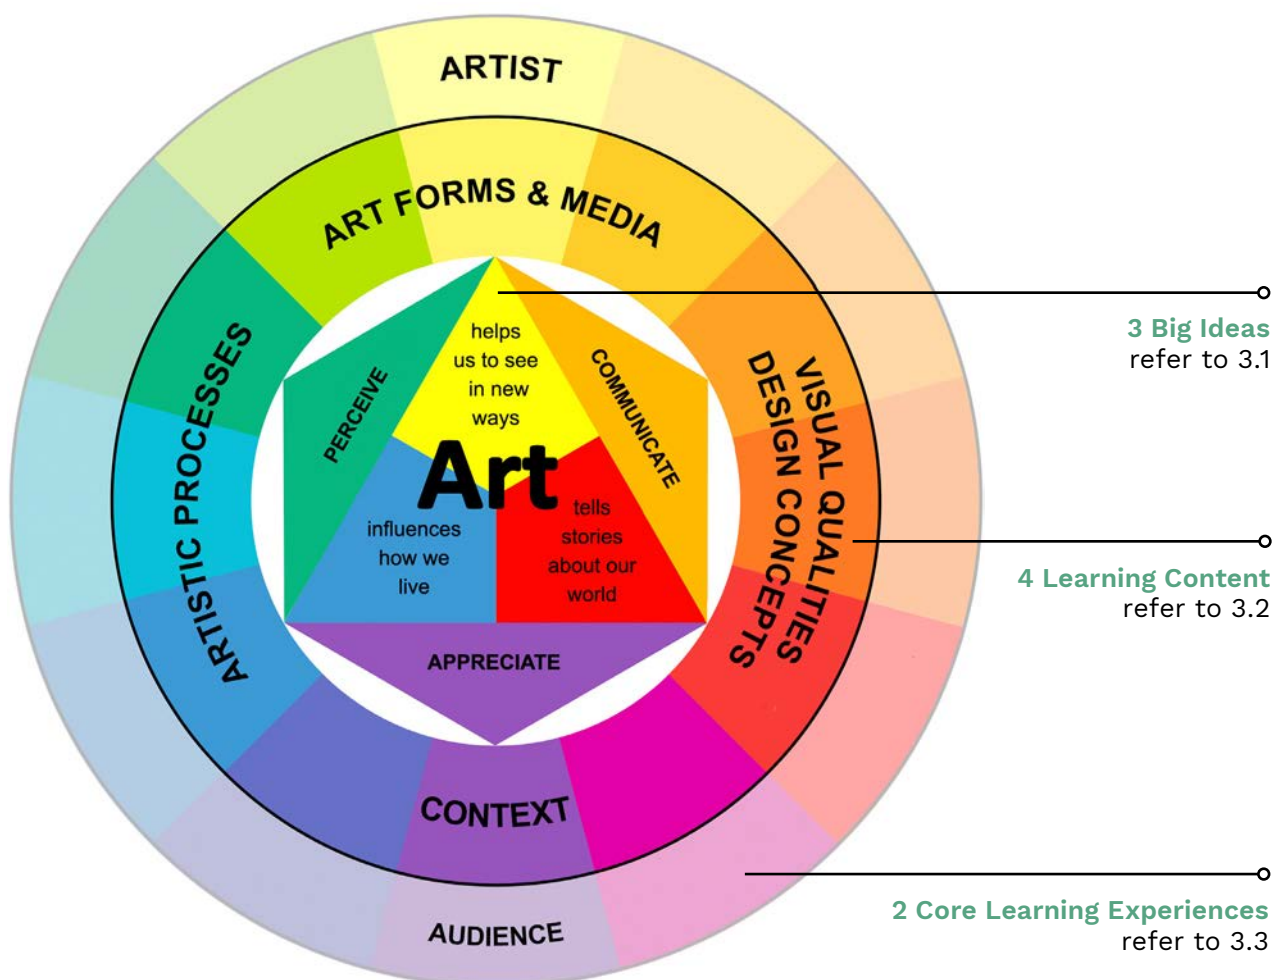 ARTIST
ART FORMS & MEDIA
helps
us to see
in new
ways
PERCEIVE
COMMUNICATE
Art
influences
how we
live
tells
stories
about our
world
APPRECIATE
ARTISTIC PROCESSES
VISUAL QUALITIES
DESIGN CONCEPTS
CONTEXT
AUDIENCE
3 Big Ideas
refer to 3.1
4 Learning Content
refer to 3.2
2 Core Learning Experiences
refer to 3.3